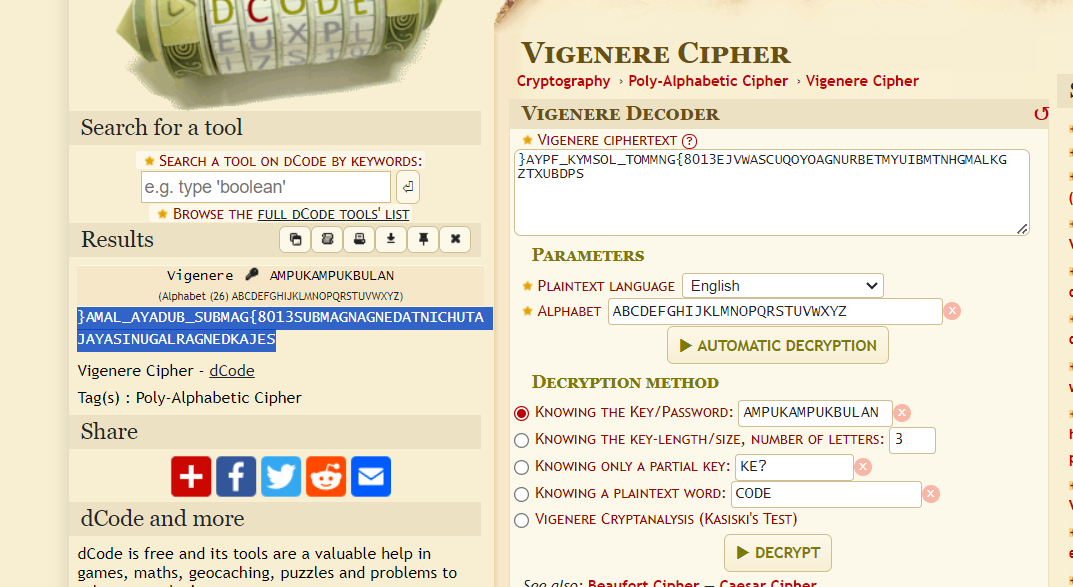 DCODE
EUXPL
Search for a tool
★ SEARCH A TOOL ON DCODE BY KEYWORDS:
e.g. type 'boolean'
★ BROWSE THE FULL DCODE TOOLS' LIST
Results
Vigenere AMPUKAMPUKBULAN
(Alphabet (26) ABCDEFGHIJKLMNOPQRSTUVWXYZ)
}AMAL_AYADUB_SUBMAG{8013SUBMAGNAGNEDATNICHUTA
JAYASINUGALRAGNEDKAJES
Vigenere Cipher - dCode
Tag(s) : Poly-Alphabetic Cipher
Share
dCode and more
dCode is free and its tools are a valuable help in
games, maths, geocaching, puzzles and problems to
VIGENERE CIPHER
Cryptography › Poly-Alphabetic Cipher › Vigenere Cipher
VIGENERE DECODER
★ VIGENERE CIPHERTEXT ?
}AYPF_KYMSOL_TOMMNG{8013EJVWASCUQOYOAGNURBETMYUIBMTNHGMALKG
ZTXUBDPS
PARAMETERS
★ PLAINTEXT LANGUAGE English
★ ALPHABET ABCDEFGHIJKLMNOPQRSTUVWXYZ
▶ AUTOMATIC DECRYPTION
DECRYPTION METHOD
KNOWING THE KEY/PASSWORD: AMPUKAMPUKBULAN
KNOWING THE KEY-LENGTH/SIZE, NUMBER OF LETTERS: 3
KNOWING ONLY A PARTIAL KEY: KE?
KNOWING A PLAINTEXT WORD: CODE
VIGENERE CRYPTANALYSIS (KASISKI'S TEST)
▶ DECRYPT
See also: Beaufort Cipher — Caesar Cipher